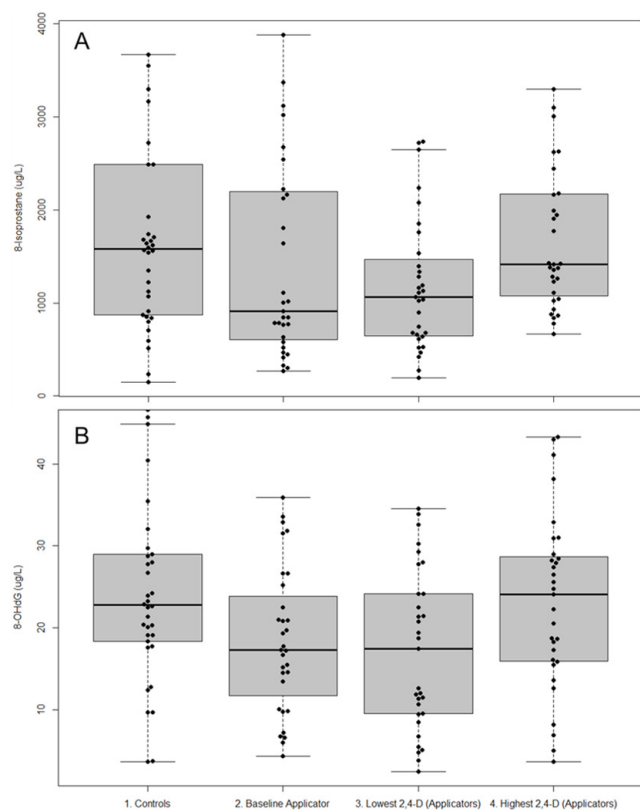 A
4000
3000
2000
1000
0
8-Isoprostane (ug/L)
B
40
30
20
10
8-OHdG (ug/L)
1. Controls
2. Baseline Applicator
3. Lowest 2,4-D (Applicators)
4. Highest 2,4-D (Applicators)